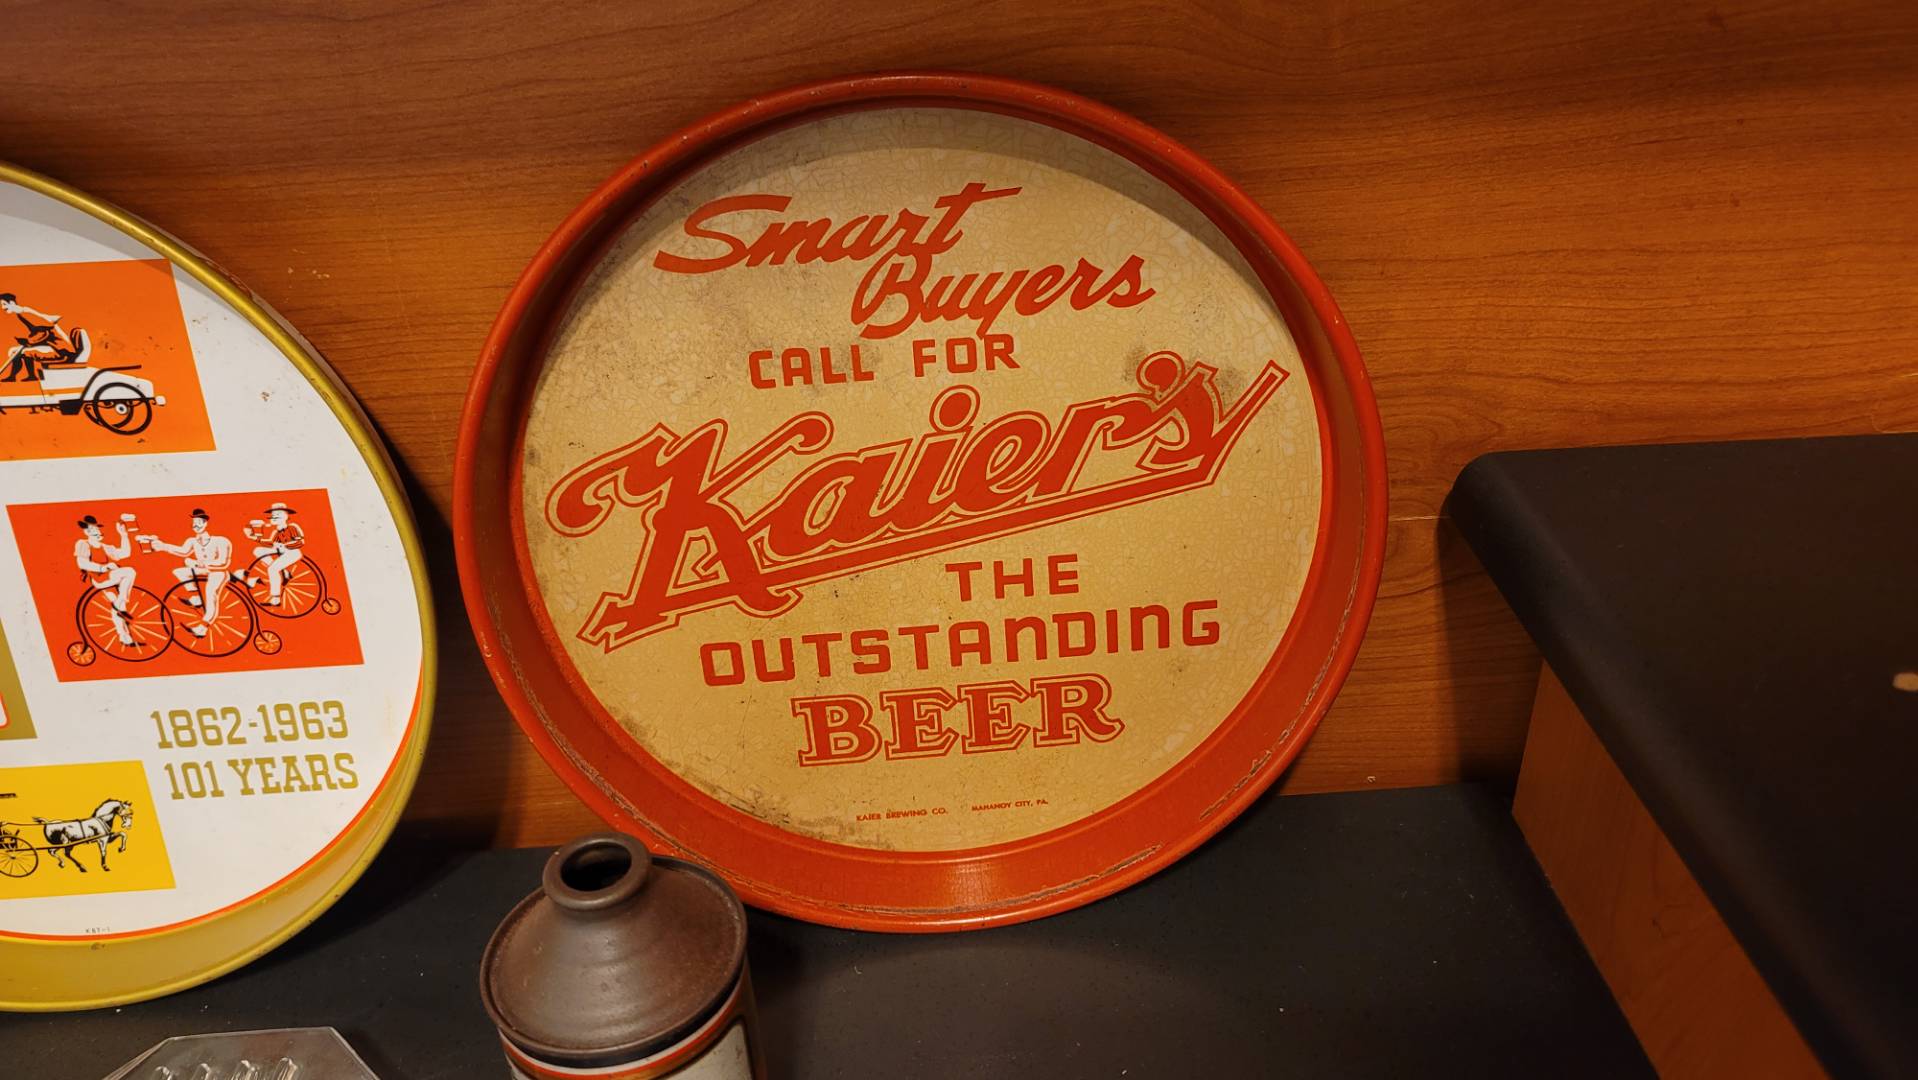 Smart
Buyers
CALL FOR
Kaier's
THE
OUTSTANDING
BEER
KAIER BREWING CO. MAHANOY CITY, PA.
1862-1963
101 YEARS